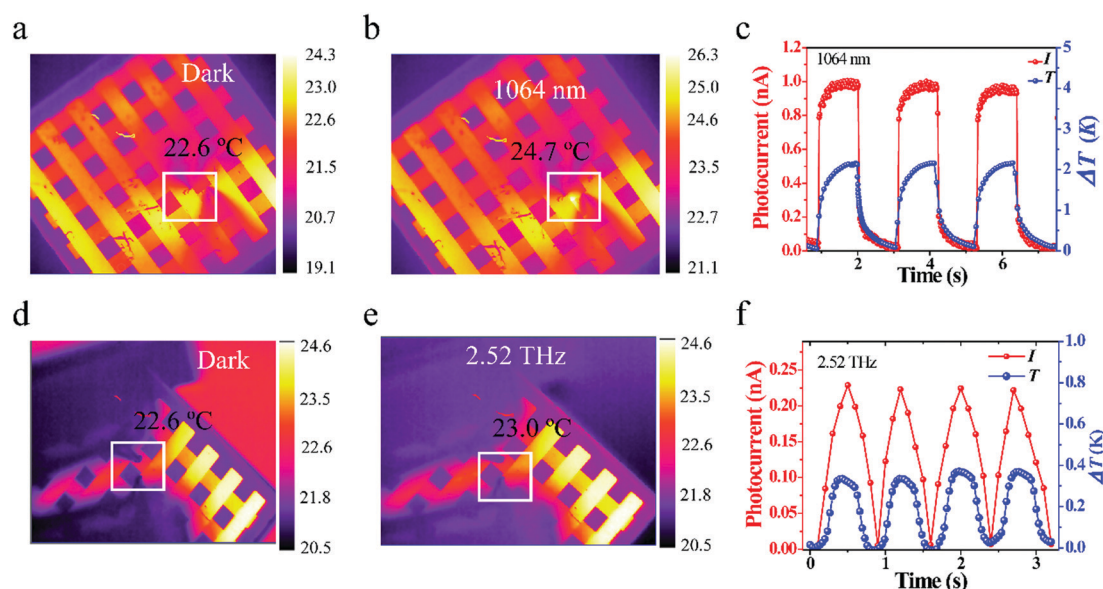 a
Dark
22.6 ºC
24.3
24.0
22.6
21.5
20.7
19.1
b
1064 nm
24.7 ºC
26.3
25.6
24.6
23.5
22.7
21.1
c
1064 nm
I
T
Photocurrent (nA)
1.2
1.0
0.8
0.6
0.4
0.2
0.0
5
4
3
2
1
0
ΔT (K)
2
4
6
Time (s)
d
Dark
22.6 ºC
24.6
23.5
22.6
21.8
20.5
e
2.52 THz
23.0 ºC
24.6
23.5
22.6
21.8
20.5
f
2.52 THz
I
T
Photocurrent (nA)
0.25
0.20
0.15
0.10
0.05
0.00
1.0
0.8
0.6
0.4
0.2
0.0
ΔT(K)
0
1
2
3
Time (s)